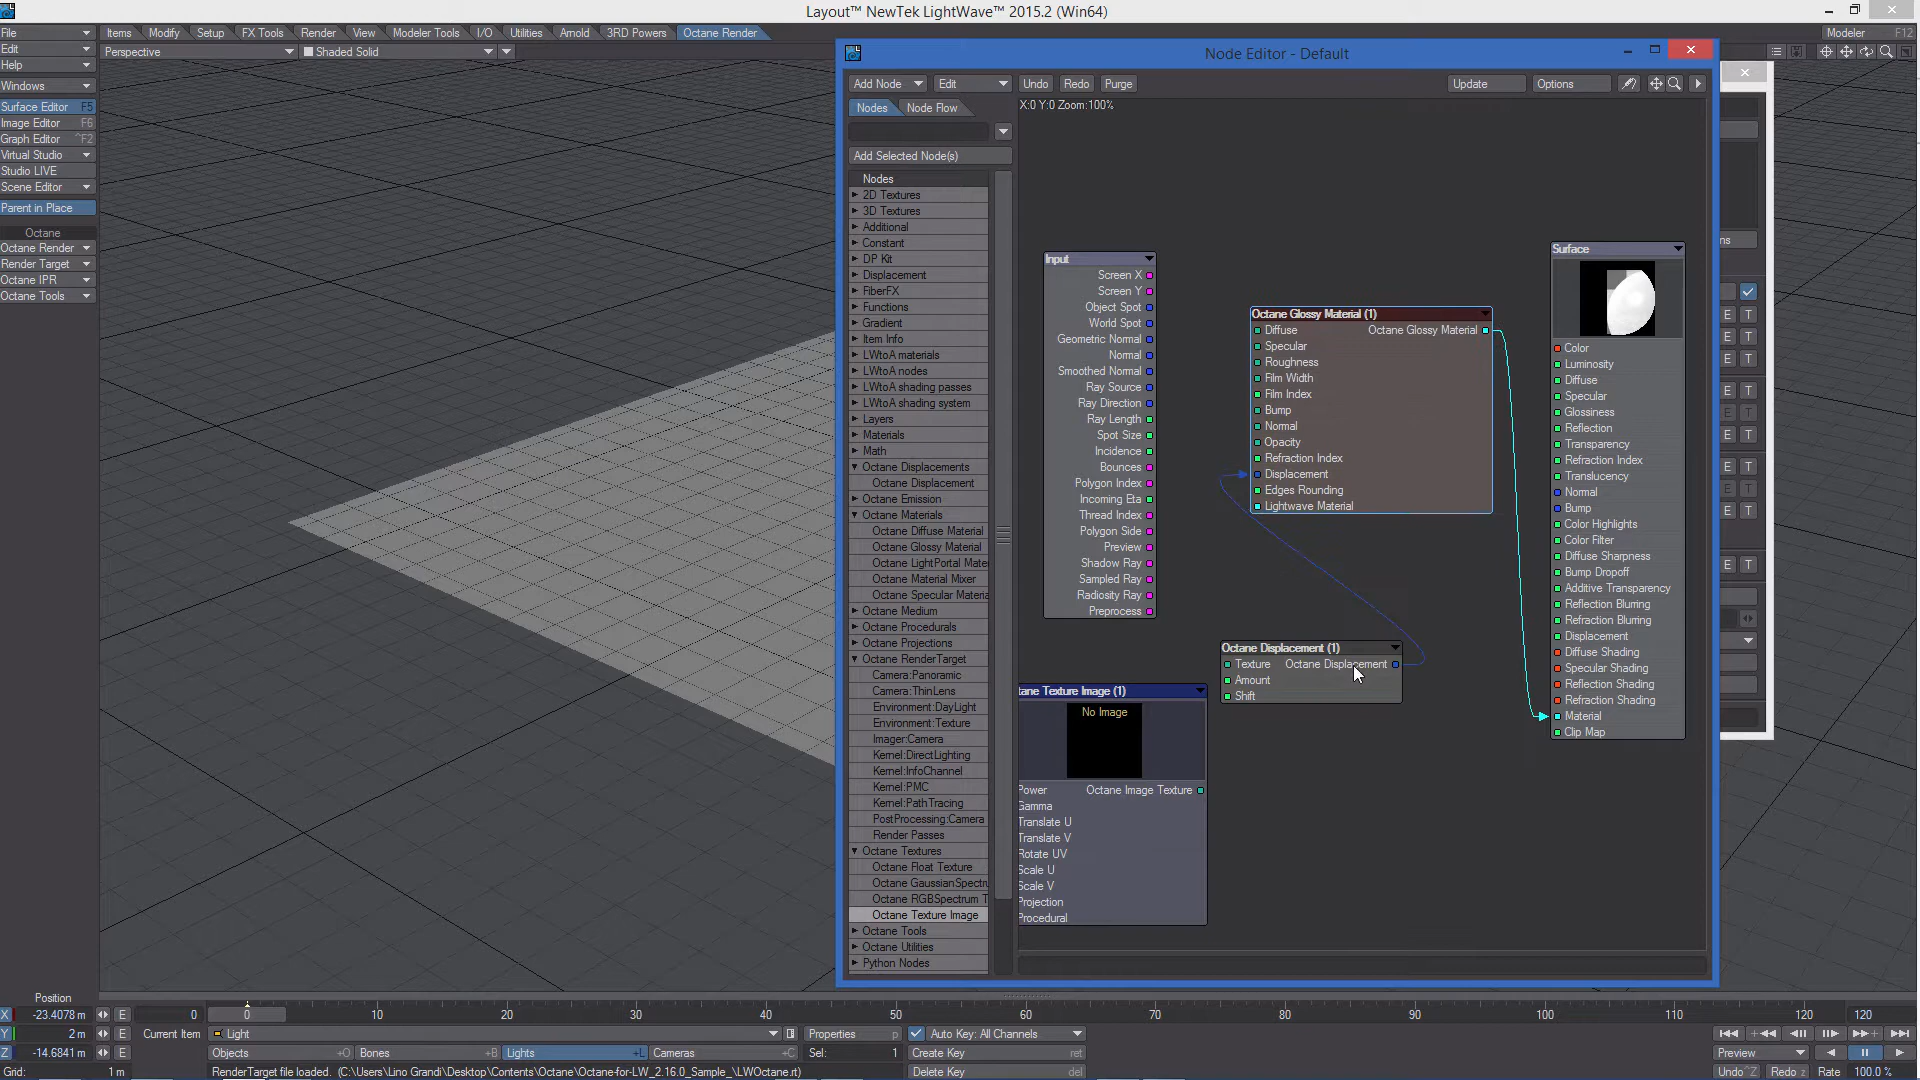 Layout™ NewTek LightWave™ 2015.2 (Win64)
File
Items
Modify
Setup
FX Tools
Render
View
Modeler Tools
I/O
Utilities
Arnold
3RD Powers
Octane Render
Modeler F12
Edit
Perspective
Shaded Solid
Help
Windows
Surface Editor F5
Image Editor F6
Graph Editor ^F2
Virtual Studio
Studio LIVE
Scene Editor
Parent in Place
Octane
Octane Render
Render Target
Octane IPR
Octane Tools
Node Editor - Default
Add Node
Edit
Undo
Redo
Purge
Update
Options
Nodes
Node Flow
X:0 Y:0 Zoom:100%
Add Selected Node(s)
Nodes
2D Textures
3D Textures
Additional
Constant
DP Kit
Displacement
FiberFX
Functions
Gradient
Item Info
LWtoA materials
LWtoA nodes
LWtoA shading passes
LWtoA shading system
Layers
Materials
Math
Octane Displacements
Octane Displacement
Octane Emission
Octane Materials
Octane Diffuse Material
Octane Glossy Material
Octane LightPortal Mate
Octane Material Mixer
Octane Specular Materia
Octane Medium
Octane Procedurals
Octane Projections
Octane RenderTarget
Camera:Panoramic
Camera:ThinLens
Environment:DayLight
Environment:Texture
Imager:Camera
Kernel:DirectLighting
Kernel:InfoChannel
Kernel:PMC
Kernel:PathTracing
PostProcessing:Camera
Render Passes
Octane Textures
Octane Float Texture
Octane GaussianSpectru
Octane RGBSpectrum T
Octane Texture Image
Octane Tools
Octane Utilities
Python Nodes
Input
Screen X
Screen Y
Object Spot
World Spot
Geometric Normal
Normal
Smoothed Normal
Ray Source
Ray Direction
Ray Length
Spot Size
Incidence
Bounces
Polygon Index
Incoming Eta
Thread Index
Polygon Side
Preview
Shadow Ray
Sampled Ray
Radiosity Ray
Preprocess
Octane Glossy Material (1)
Diffuse Octane Glossy Material
Specular
Roughness
Film Width
Film Index
Bump
Normal
Opacity
Refraction Index
Displacement
Edges Rounding
Lightwave Material
Octane Displacement (1)
Texture Octane Displacement
Amount
Shift
tane Texture Image (1)
No Image
Power Octane Image Texture
Gamma
Translate U
Translate V
Rotate UV
Scale U
Scale V
Projection
Procedural
Surface
Color
Luminosity
Diffuse
Specular
Glossiness
Reflection
Transparency
Refraction Index
Translucency
Normal
Bump
Color Highlights
Color Filter
Diffuse Sharpness
Bump Dropoff
Additive Transparency
Reflection Blurring
Refraction Blurring
Displacement
Diffuse Shading
Specular Shading
Reflection Shading
Refraction Shading
Material
Clip Map
ns
E T
E T
E T
E T
E T
E T
E T
E T
E T
E T
Position
X -23.4078 m E
Y 2 m E
Z -14.6841 m E
Grid: 1 m
0
0 10 20 30 40 50 60 70 80 90 100 110 120
120
Current Item Light
Properties p
Auto Key: All Channels
Objects +O
Bones +B
Lights +L
Cameras +C
Sel: 1
Create Key ret
Delete Key del
Preview
RenderTarget file loaded. (C:\Users\Lino Grandi\Desktop\Contents\Octane\Octane-for-LW_2.16.0_Sample_\LWOctane.rt)
Undo ^Z
Redo z
Rate 100.0 %